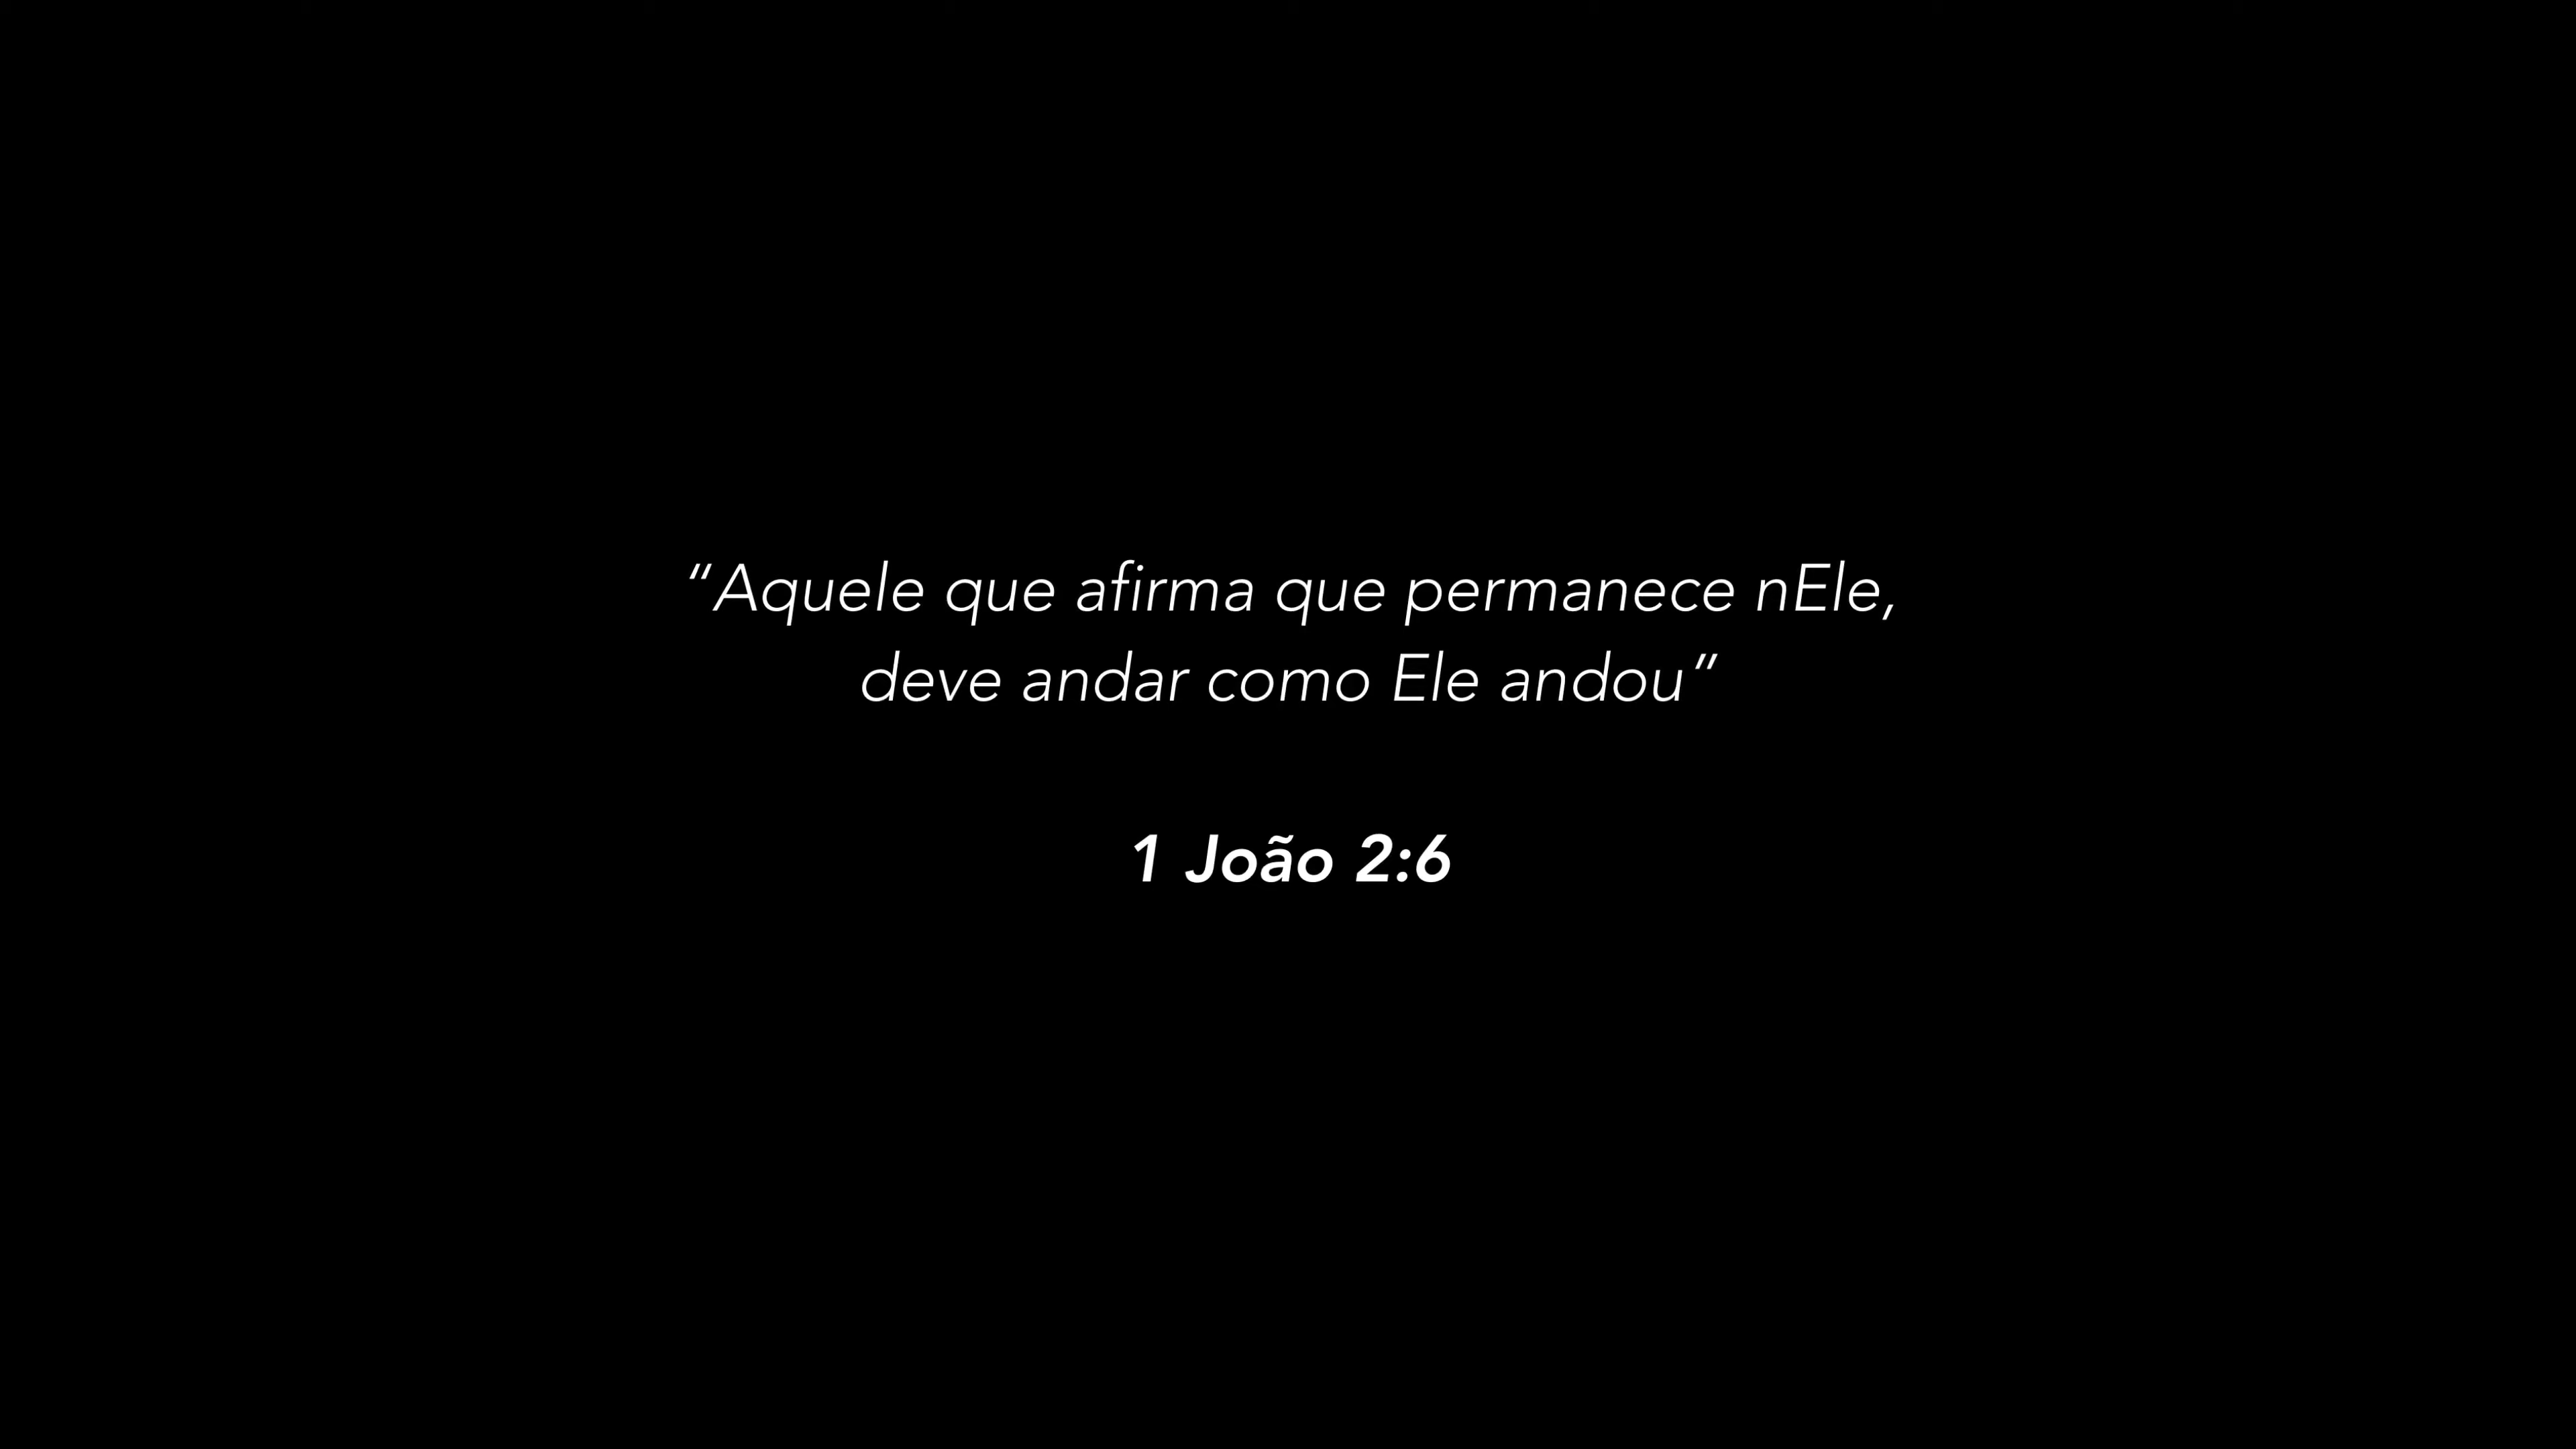 “Aquele que afirma que permanece nEle,
deve andar como Ele andou”
1 João 2:6